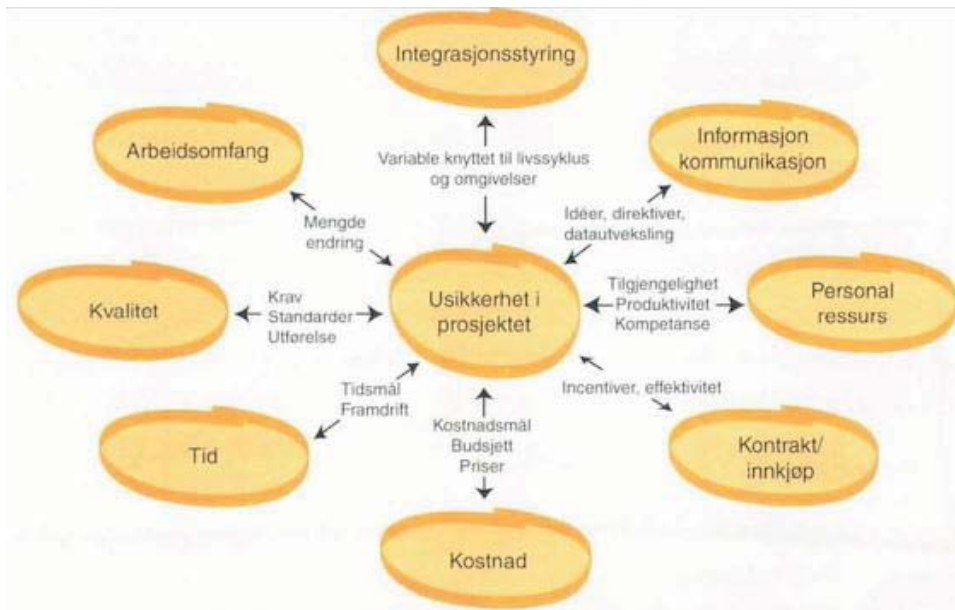 Integrasjonsstyring
Arbeidsomfang
Informasjon
kommunikasjon
Variable knyttet til livssyklus
og omgivelser
Mengde
endring
Idéer, direktiver,
datautveksling
Kvalitet
Krav
Standarder
Utførelse
Usikkerhet i
prosjektet
Tilgjengelighet
Produktivitet
Kompetanse
Personal
ressurs
Tidsmål
Framdrift
Incentiver, effektivitet
Tid
Kostnadsmål
Budsjett
Priser
Kontrakt/
innkjøp
Kostnad